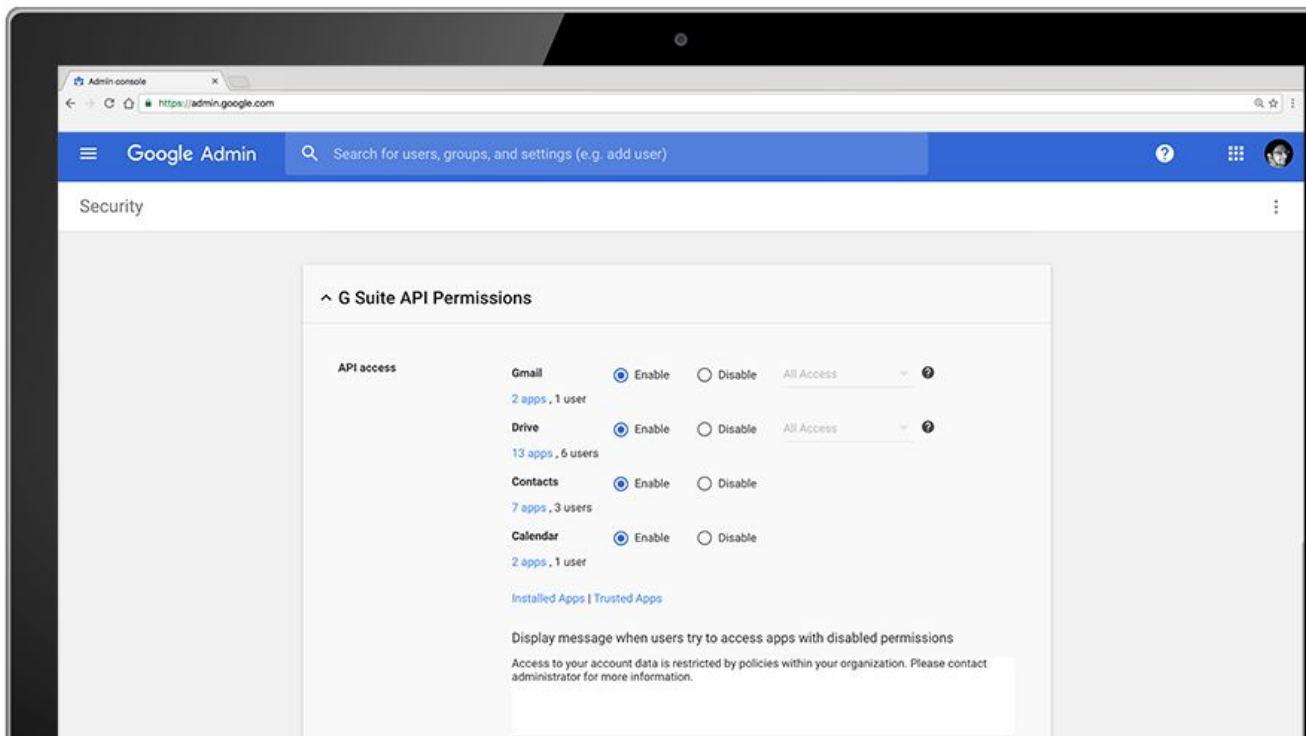 Admin console
https://admin.google.com
Google Admin
Search for users, groups, and settings (e.g. add user)
Security
G Suite API Permissions
API access
Gmail Enable Disable All Access
2 apps , 1 user
Drive Enable Disable All Access
13 apps , 6 users
Contacts Enable Disable
7 apps , 3 users
Calendar Enable Disable
2 apps , 1 user
Installed Apps | Trusted Apps
Display message when users try to access apps with disabled permissions
Access to your account data is restricted by policies within your organization. Please contact
administrator for more information.